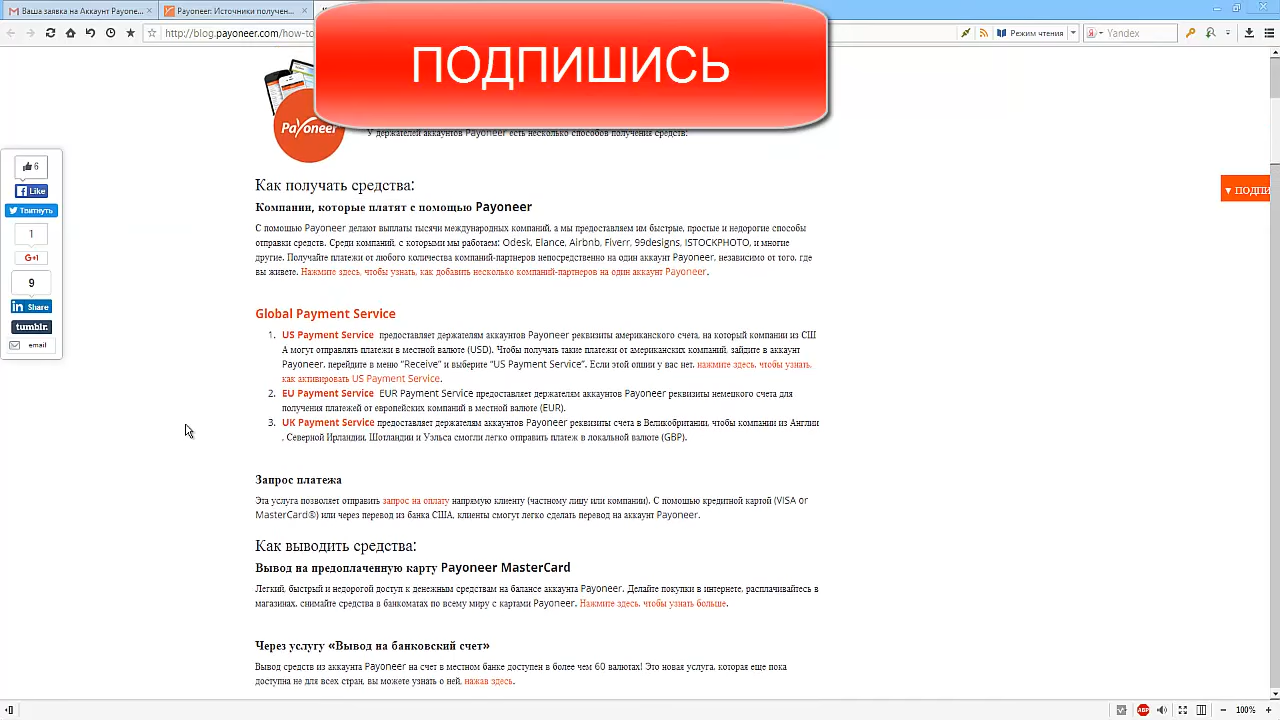 Ваша заявка на Аккаунт Payone...
Payoneer: Источники получен...
http://blog.payoneer.com/how-to
Режим чтения
Yandex
ПОДПИШИСЬ
Payoneer
У держателей аккаунтов Payoneer есть несколько способов получения средств:
6
Like
Твитнуть
1
G+1
9
in Share
tumblr.
email
▼ ПОДПИ
Как получать средства:
Компании, которые платят с помощью Payoneer
С помощью Payoneer делают выплаты тысячи международных компаний, а мы предоставляем им быстрые, простые и недорогие способы
отправки средств. Среди компаний, с которыми мы работаем: Odesk, Elance, Airbnb, Fiverr, 99designs, ISTOCKPHOTO, и многие
другие. Получайте платежи от любого количества компаний-партнеров непосредственно на один аккаунт Payoneer, независимо от того, где
вы живете. Нажмите здесь, чтобы узнать, как добавить несколько компаний-партнеров на один аккаунт Payoneer.
Global Payment Service
1. US Payment Service предоставляет держателям аккаунтов Payoneer реквизиты американского счета, на который компании из СШ
А могут отправлять платежи в местной валюте (USD). Чтобы получать такие платежи от американских компаний, зайдите в аккаунт
Payoneer, перейдите в меню “Receive” и выберите “US Payment Service”. Если этой опции у вас нет, нажмите здесь, чтобы узнать,
как активировать US Payment Service.
2. EU Payment Service EUR Payment Service предоставляет держателям аккаунтов Payoneer реквизиты немецкого счета для
получения платежей от европейских компаний в местной валюте (EUR).
3. UK Payment Service предоставляет держателям аккаунтов Payoneer реквизиты счета в Великобритании, чтобы компании из Англии
, Северной Ирландии, Шотландии и Уэльса смогли легко отправить платеж в локальной валюте (GBP).
Запрос платежа
Эта услуга позволяет отправить запрос на оплату напрямую клиенту (частному лицу или компании). С помощью кредитной картой (VISA or
MasterCard®) или через перевод из банка США, клиенты смогут легко сделать перевод на аккаунт Payoneer.
Как выводить средства:
Вывод на предоплаченную карту Payoneer MasterCard
Легкий, быстрый и недорогой доступ к денежным средствам на балансе аккаунта Payoneer. Делайте покупки в интернете, расплачивайтесь в
магазинах, снимайте средства в банкоматах по всему миру с картами Payoneer. Нажмите здесь, чтобы узнать больше.
Через услугу «Вывод на банковский счет»
Вывод средств из аккаунта Payoneer на счет в местном банке доступен в более чем 60 валютах! Это новая услуга, которая еще пока
доступна не для всех стран, вы можете узнать о ней, нажав здесь.
ABP
100%